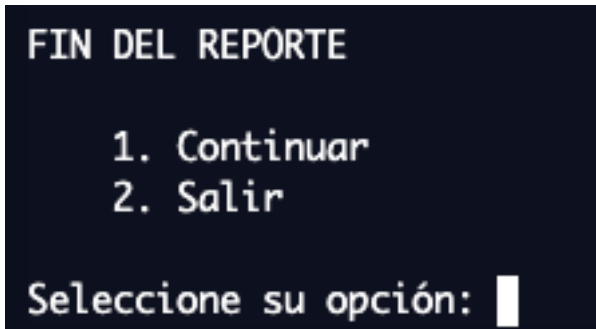 FIN DEL REPORTE
1. Continuar
2. Salir
Seleccione su opción: